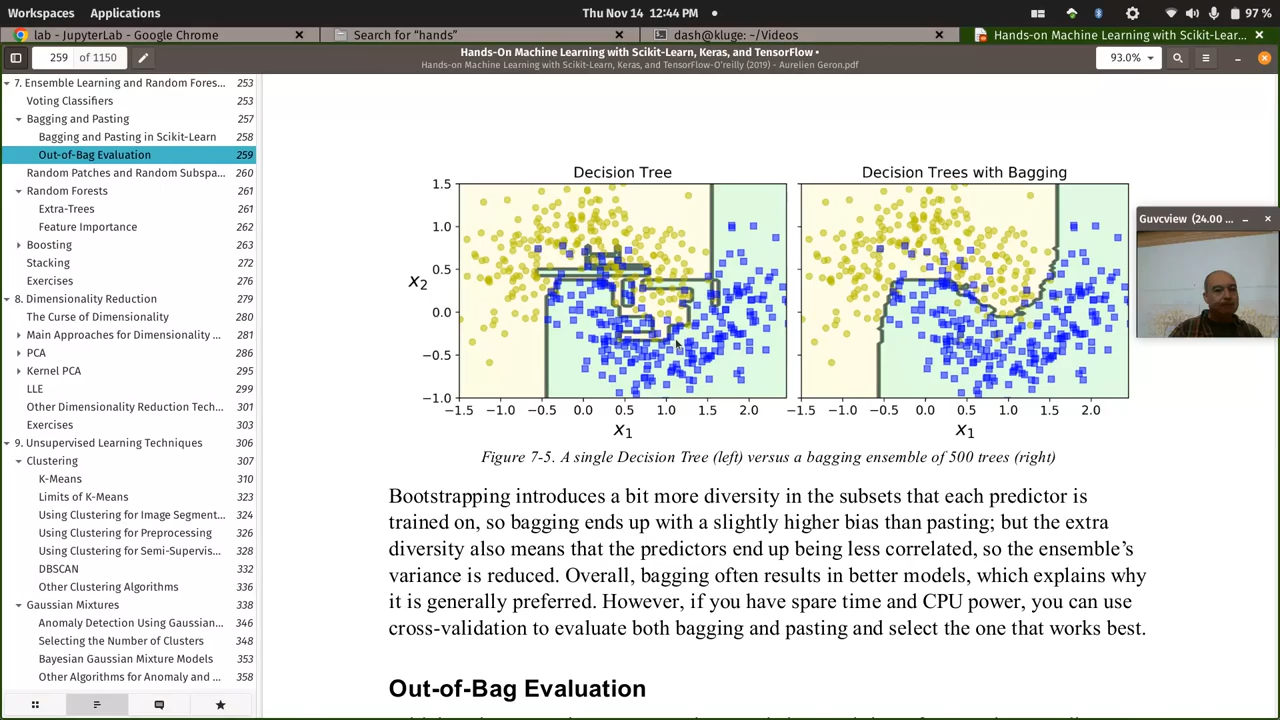 Workspaces Applications Thu Nov 14 12:44 PM 97 %
lab - JupyterLab - Google Chrome
Search for “hands”
dash@kluge: ~/Videos
Hands-On Machine Learning with Scikit-Lear...
259 of 1150
Hands-On Machine Learning with Scikit-Learn, Keras, and TensorFlow •
Hands-On Machine Learning with Scikit-Learn, Keras, and TensorFlow-O'reilly (2019) - Aurelien Geron.pdf
93.0%
7. Ensemble Learning and Random Fores... 253
Voting Classifiers 253
Bagging and Pasting 257
Bagging and Pasting in Scikit-Learn 258
Out-of-Bag Evaluation 259
Random Patches and Random Subspa... 260
Random Forests 261
Extra-Trees 261
Feature Importance 262
Boosting 263
Stacking 272
Exercises 276
8. Dimensionality Reduction 279
The Curse of Dimensionality 280
Main Approaches for Dimensionality ... 281
PCA 286
Kernel PCA 295
LLE 299
Other Dimensionality Reduction Tech... 301
Exercises 303
9. Unsupervised Learning Techniques 306
Clustering 307
K-Means 310
Limits of K-Means 323
Using Clustering for Image Segment... 324
Using Clustering for Preprocessing 326
Using Clustering for Semi-Supervis... 328
DBSCAN 332
Other Clustering Algorithms 336
Gaussian Mixtures 338
Anomaly Detection Using Gaussian... 346
Selecting the Number of Clusters 348
Bayesian Gaussian Mixture Models 353
Other Algorithms for Anomaly and ... 358
Decision Tree
Decision Trees with Bagging
1.5
1.0
0.5
0.0
−0.5
−1.0
x2
−1.5 −1.0 −0.5 0.0 0.5 1.0 1.5 2.0
x1
−1.5 −1.0 −0.5 0.0 0.5 1.0 1.5 2.0
x1
Figure 7-5. A single Decision Tree (left) versus a bagging ensemble of 500 trees (right)
Bootstrapping introduces a bit more diversity in the subsets that each predictor is
trained on, so bagging ends up with a slightly higher bias than pasting; but the extra
diversity also means that the predictors end up being less correlated, so the ensemble’s
variance is reduced. Overall, bagging often results in better models, which explains why
it is generally preferred. However, if you have spare time and CPU power, you can use
cross-validation to evaluate both bagging and pasting and select the one that works best.
Out-of-Bag Evaluation
Guvcview (24.00 ...